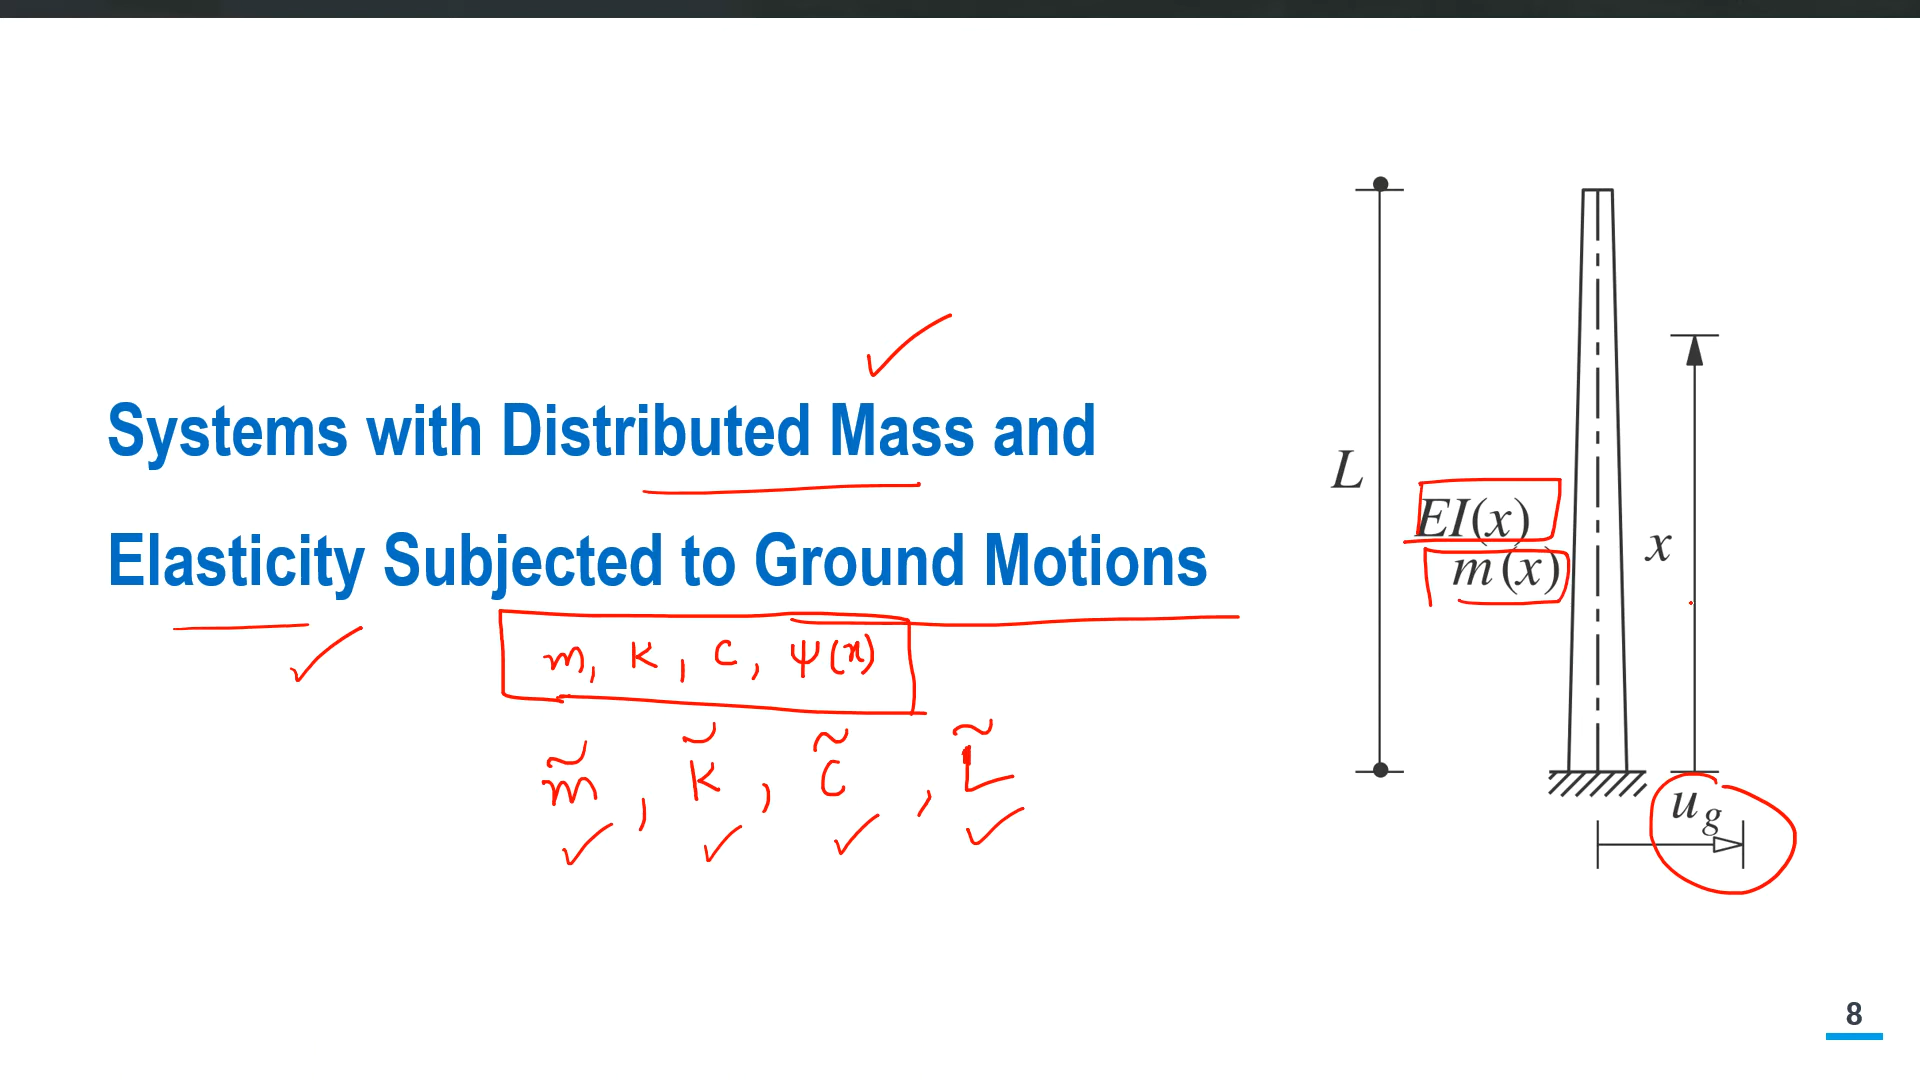 Systems with Distributed Mass and
Elasticity Subjected to Ground Motions
m, K, C, ψ(x)
m̃, K̃, C̃, L̃
L
EI(x)
m(x)
x
u_g
8